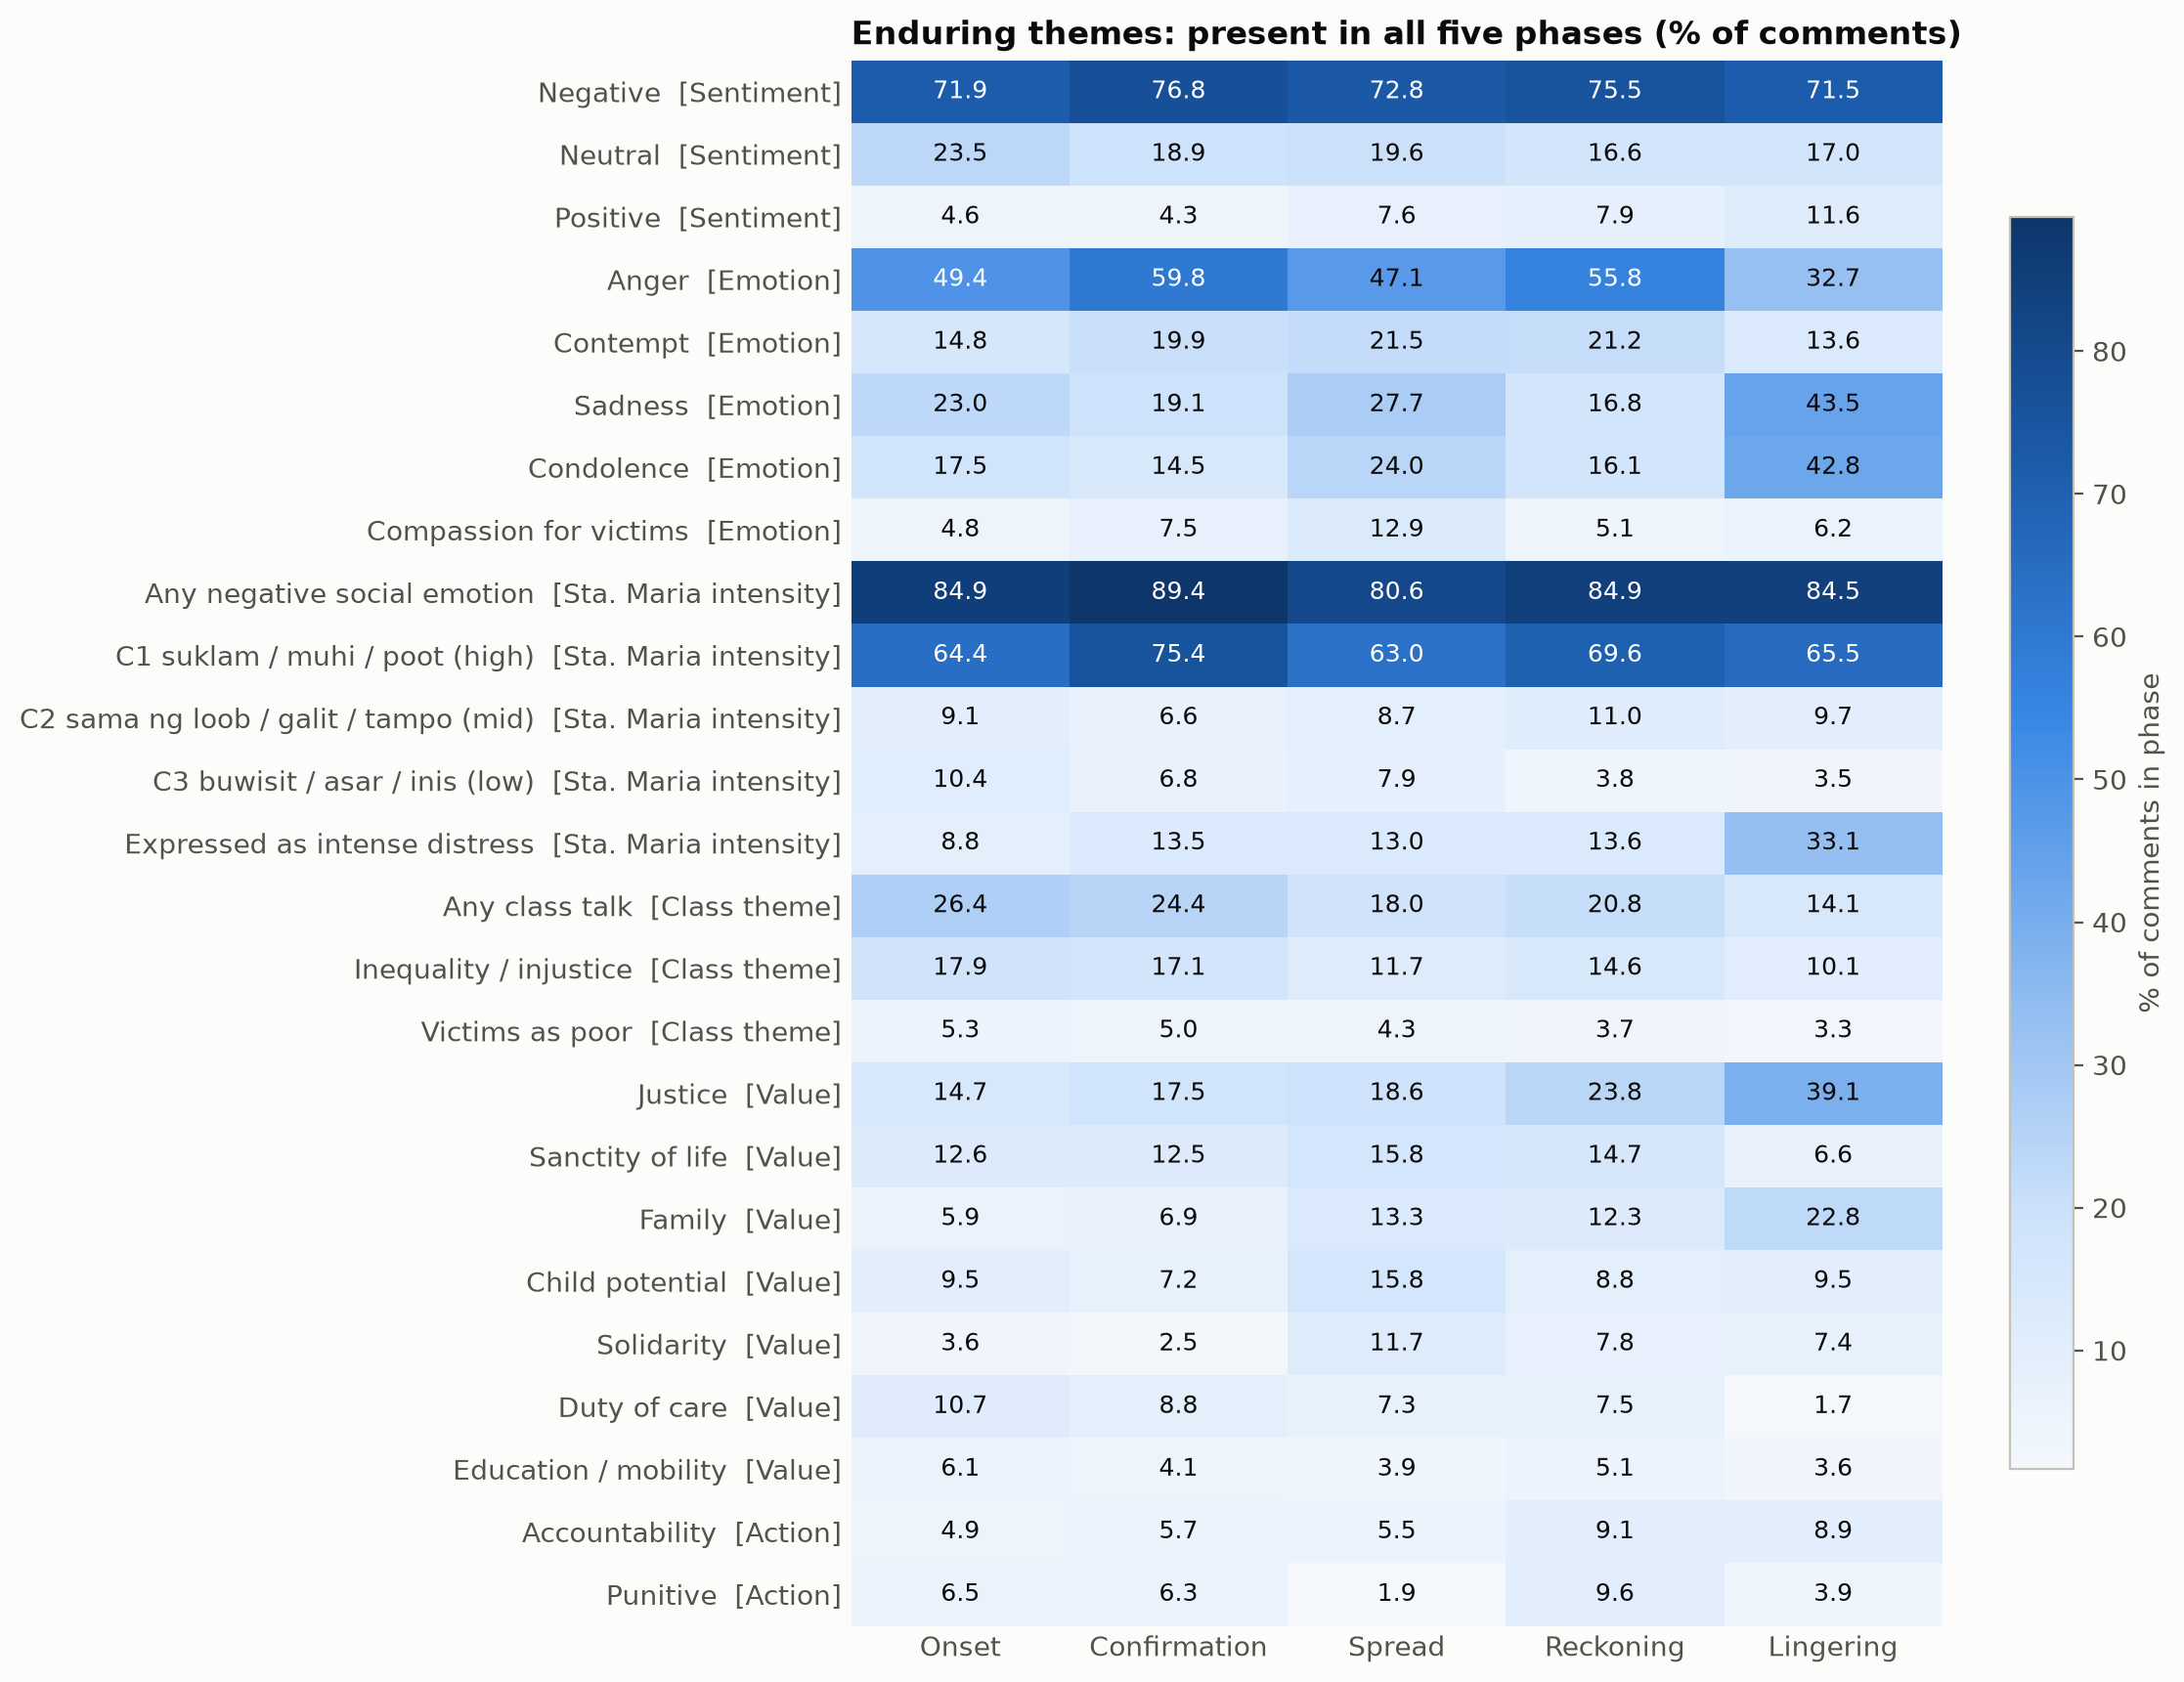 Enduring themes: present in all five phases (% of comments)
Negative [Sentiment] 71.9 76.8 72.8 75.5 71.5
Neutral [Sentiment] 23.5 18.9 19.6 16.6 17.0
Positive [Sentiment] 4.6 4.3 7.6 7.9 11.6
Anger [Emotion] 49.4 59.8 47.1 55.8 32.7
Contempt [Emotion] 14.8 19.9 21.5 21.2 13.6
Sadness [Emotion] 23.0 19.1 27.7 16.8 43.5
Condolence [Emotion] 17.5 14.5 24.0 16.1 42.8
Compassion for victims [Emotion] 4.8 7.5 12.9 5.1 6.2
Any negative social emotion [Sta. Maria intensity] 84.9 89.4 80.6 84.9 84.5
C1 suklam / muhi / poot (high) [Sta. Maria intensity] 64.4 75.4 63.0 69.6 65.5
C2 sama ng loob / galit / tampo (mid) [Sta. Maria intensity] 9.1 6.6 8.7 11.0 9.7
C3 buwisit / asar / inis (low) [Sta. Maria intensity] 10.4 6.8 7.9 3.8 3.5
Expressed as intense distress [Sta. Maria intensity] 8.8 13.5 13.0 13.6 33.1
Any class talk [Class theme] 26.4 24.4 18.0 20.8 14.1
Inequality / injustice [Class theme] 17.9 17.1 11.7 14.6 10.1
Victims as poor [Class theme] 5.3 5.0 4.3 3.7 3.3
Justice [Value] 14.7 17.5 18.6 23.8 39.1
Sanctity of life [Value] 12.6 12.5 15.8 14.7 6.6
Family [Value] 5.9 6.9 13.3 12.3 22.8
Child potential [Value] 9.5 7.2 15.8 8.8 9.5
Solidarity [Value] 3.6 2.5 11.7 7.8 7.4
Duty of care [Value] 10.7 8.8 7.3 7.5 1.7
Education / mobility [Value] 6.1 4.1 3.9 5.1 3.6
Accountability [Action] 4.9 5.7 5.5 9.1 8.9
Punitive [Action] 6.5 6.3 1.9 9.6 3.9
Onset Confirmation Spread Reckoning Lingering
80
70
60
50
40
30
20
10
% of comments in phase